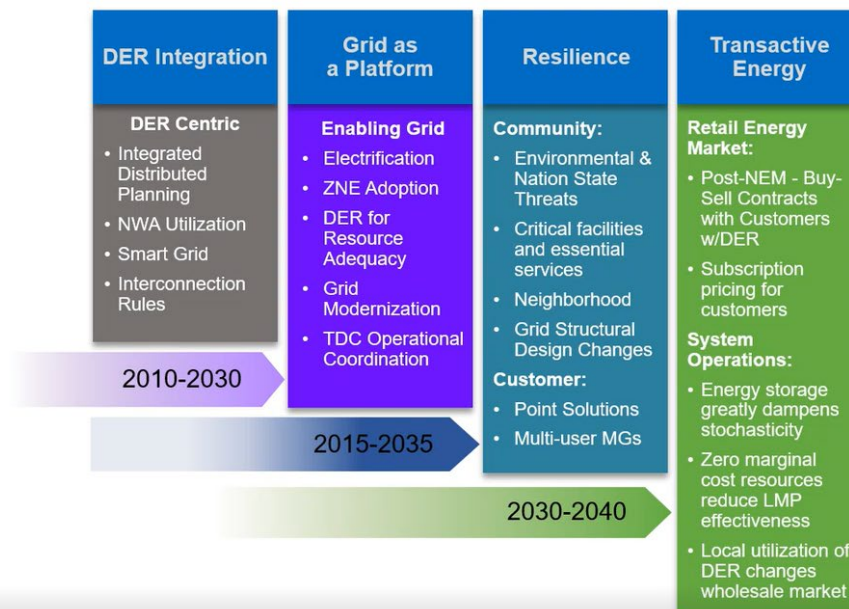 DER Integration
DER Centric
• Integrated
Distributed
Planning
• NWA Utilization
• Smart Grid
• Interconnection
Rules
2010-2030
Grid as
a Platform
Enabling Grid
• Electrification
• ZNE Adoption
• DER for
Resource
Adequacy
• Grid
Modernization
• TDC Operational
Coordination
2015-2035
Resilience
Community:
• Environmental &
Nation State
Threats
• Critical facilities
and essential
services
• Neighborhood
• Grid Structural
Design Changes
Customer:
• Point Solutions
• Multi-user MGs
2030-2040
Transactive
Energy
Retail Energy
Market:
• Post-NEM - Buy-
Sell Contracts
with Customers
w/DER
• Subscription
pricing for
customers
System
Operations:
• Energy storage
greatly dampens
stochasticity
• Zero marginal
cost resources
reduce LMP
effectiveness
• Local utilization of
DER changes
wholesale market